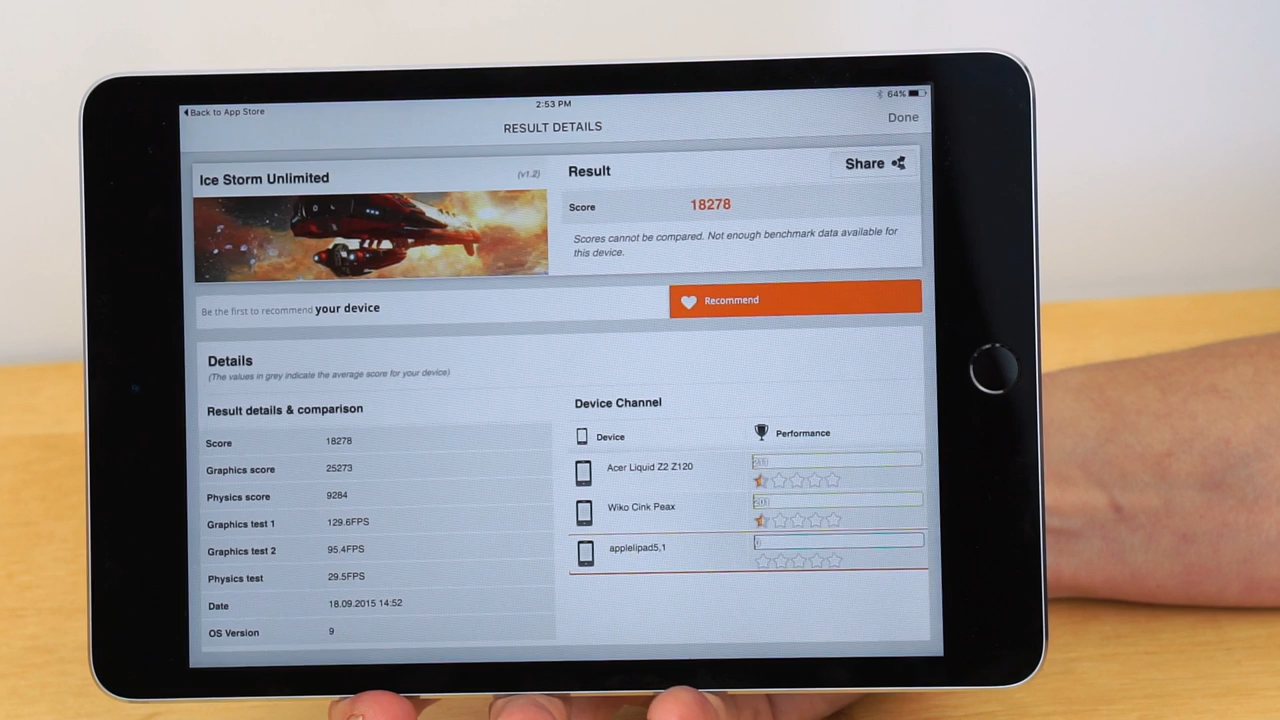 Back to App Store
2:53 PM
64%
RESULT DETAILS
Done
Ice Storm Unlimited
(v1.2)
Result
Share
Score
18278
Scores cannot be compared. Not enough benchmark data available for
this device.
Be the first to recommend your device
Recommend
Details
(The values in grey indicate the average score for your device)
Result details & comparison
Score 18278
Graphics score 25273
Physics score 9284
Graphics test 1 129.6FPS
Graphics test 2 95.4FPS
Physics test 29.5FPS
Date 18.09.2015 14:52
OS Version 9
Device Channel
Device Performance
Acer Liquid Z2 Z120
Wiko Cink Peax
appleIipad5,1